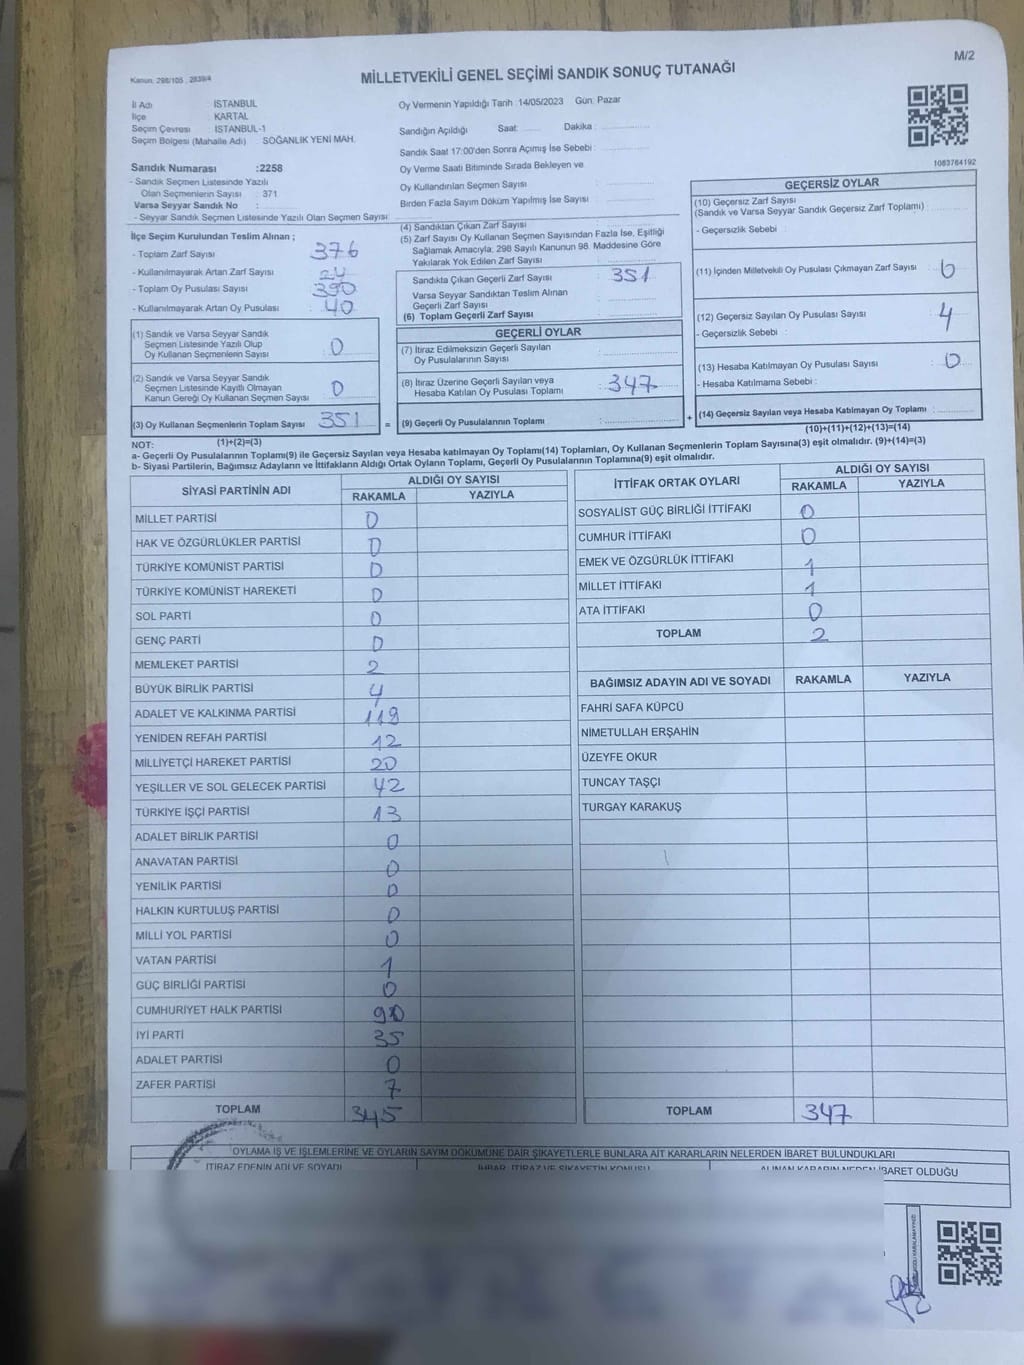 M/2
Kanun: 298/105 , 2839/4
MİLLETVEKİLİ GENEL SEÇİMİ SANDIK SONUÇ TUTANAĞI
İl Adı : İSTANBUL
İlçe : KARTAL
Seçim Çevresi : İSTANBUL-1
Seçim Bölgesi (Mahalle Adı) : SOĞANLIK YENİ MAH.
Sandık Numarası :2258
- Sandık Seçmen Listesinde Yazılı
Olan Seçmenlerin Sayısı : 371
Varsa Seyyar Sandık No :
- Seyyar Sandık Seçmen Listesinde Yazılı Olan Seçmen Sayısı:
Oy Vermenin Yapıldığı Tarih :14/05/2023 Gün: Pazar
Sandığın Açıldığı Saat: Dakika :
Sandık Saat 17:00'den Sonra Açımış İse Sebebi :
Oy Verme Saati Bitiminde Sırada Bekleyen ve
Oy Kullandırılan Seçmen Sayısı :
Birden Fazla Sayım Döküm Yapılmış İse Sayısı :
1083764192
İlçe Seçim Kurulundan Teslim Alınan ;
- Toplam Zarf Sayısı : 376
- Kullanılmayarak Artan Zarf Sayısı : 24
- Toplam Oy Pusulası Sayısı : 390
- Kullanılmayarak Artan Oy Pusulası : 40
(1) Sandık ve Varsa Seyyar Sandık
Seçmen Listesinde Yazılı Olup
Oy Kullanan Seçmenlerin Sayısı : 0
(2) Sandık ve Varsa Seyyar Sandık
Seçmen Listesinde Kayıtlı Olmayan
Kanun Gereği Oy Kullanan Seçmen Sayısı : 0
(3) Oy Kullanan Seçmenlerin Toplam Sayısı : 351
(1)+(2)=(3)
(4) Sandıktan Çıkan Zarf Sayısı :
(5) Zarf Sayısı Oy Kullanan Seçmen Sayısından Fazla İse, Eşitliği
Sağlamak Amacıyla; 298 Sayılı Kanunun 98. Maddesine Göre
Yakılarak Yok Edilen Zarf Sayısı :
Sandıkta Çıkan Geçerli Zarf Sayısı : 351
Varsa Seyyar Sandıktan Teslim Alınan
Geçerli Zarf Sayısı :
(6) Toplam Geçerli Zarf Sayısı :
GEÇERLİ OYLAR
(7) İtiraz Edilmeksizin Geçerli Sayılan
Oy Pusulalarının Sayısı :
(8) İtiraz Üzerine Geçerli Sayılan veya
Hesaba Katılan Oy Pusulaları Toplamı : 347
= (9) Geçerli Oy Pusulalarının Toplamı : +
GEÇERSİZ OYLAR
(10) Geçersiz Zarf Sayısı
(Sandık ve Varsa Seyyar Sandık Geçersiz Zarf Toplamı) :
- Geçersizlik Sebebi :
(11) İçinden Milletvekili Oy Pusulası Çıkmayan Zarf Sayısı :
(12) Geçersiz Sayılan Oy Pusulası Sayısı : 4
- Geçersizlik Sebebi :
(13) Hesaba Katılmayan Oy Pusulası Sayısı : 0
- Hesaba Katılmama Sebebi :
(14) Geçersiz Sayılan veya Hesaba Katılmayan Oy Toplamı :
(10)+(11)+(12)+(13)=(14)
NOT:
a- Geçerli Oy Pusulalarının Toplamı(9) ile Geçersiz Sayılan veya Hesaba katılmayan Oy Toplamı(14) Toplamları, Oy Kullanan Seçmenlerin Toplam Sayısına(3) eşit olmalıdır. (9)+(14)=(3)
b- Siyasi Partilerin, Bağımsız Adayların ve İttifakların Aldığı Ortak Oyların Toplamı, Geçerli Oy Pusulalarının Toplamına(9) eşit olmalıdır.
SİYASİ PARTİNİN ADI ALDIĞI OY SAYISI
RAKAMLA YAZIYLA
MİLLET PARTİSİ 0
HAK VE ÖZGÜRLÜKLER PARTİSİ 0
TÜRKİYE KOMÜNİST PARTİSİ 0
TÜRKİYE KOMÜNİST HAREKETİ 0
SOL PARTİ 0
GENÇ PARTİ 0
MEMLEKET PARTİSİ 2
BÜYÜK BİRLİK PARTİSİ 4
ADALET VE KALKINMA PARTİSİ 119
YENİDEN REFAH PARTİSİ 12
MİLLİYETÇİ HAREKET PARTİSİ 20
YEŞİLLER VE SOL GELECEK PARTİSİ 42
TÜRKİYE İŞÇİ PARTİSİ 13
ADALET BİRLİK PARTİSİ 0
ANAVATAN PARTİSİ 0
YENİLİK PARTİSİ 0
HALKIN KURTULUŞ PARTİSİ 0
MİLLİ YOL PARTİSİ 0
VATAN PARTİSİ 1
GÜÇ BİRLİĞİ PARTİSİ 0
CUMHURİYET HALK PARTİSİ 90
İYİ PARTİ 35
ADALET PARTİSİ 0
ZAFER PARTİSİ 7
TOPLAM 345
İTTİFAK ORTAK OYLARI ALDIĞI OY SAYISI
RAKAMLA YAZIYLA
SOSYALİST GÜÇ BİRLİĞİ İTTİFAKI 0
CUMHUR İTTİFAKI 0
EMEK VE ÖZGÜRLÜK İTTİFAKI 1
MİLLET İTTİFAKI 1
ATA İTTİFAKI 0
TOPLAM 2
BAĞIMSIZ ADAYIN ADI VE SOYADI RAKAMLA YAZIYLA
FAHRİ SAFA KÜPCÜ
NİMETULLAH ERŞAHİN
ÜZEYFE OKUR
TUNCAY TAŞÇI
TURGAY KARAKUŞ
TOPLAM 347
OYLAMA İŞ VE İŞLEMLERİNE VE OYLARIN SAYIM DÖKÜMÜNE DAİR ŞİKAYETLERLE BUNLARA AİT KARARLARIN NELERDEN İBARET BULUNDUKLARI
İTİRAZ EDENİN ADI VE SOYADI İHBAR, İTİRAZ VE ŞİKAYETİN KONUSU ALINAN KARARIN NEDEN İBARET OLDUĞU